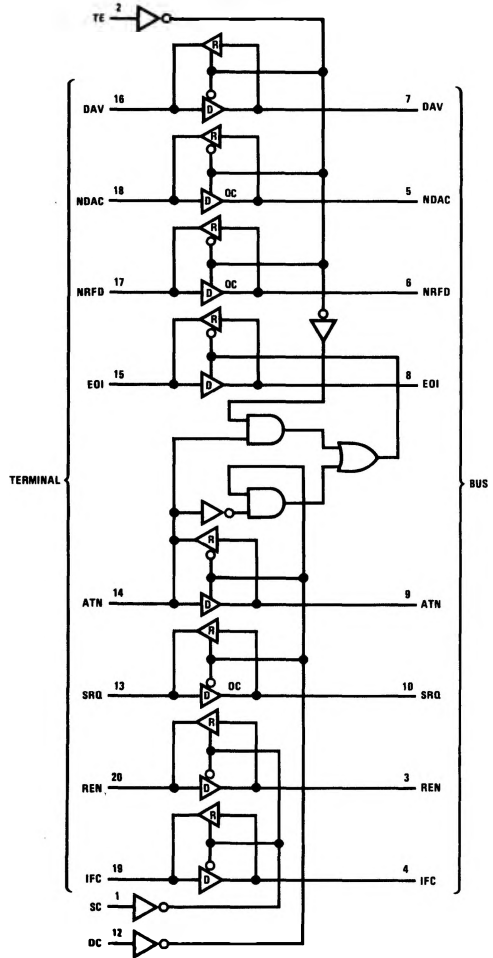 TE 2
R
16 D 7
DAV DAV
R
18 D OC 5
NDAC NDAC
R
17 D OC 6
NRFD NRFD
R
15 D 8
EOI EOI
TERMINAL BUS
R
14 D 9
ATN ATN
R
13 D OC 10
SRQ SRQ
R
20 D 3
REN REN
R
19 D 4
IFC IFC
SC 1
DC 12